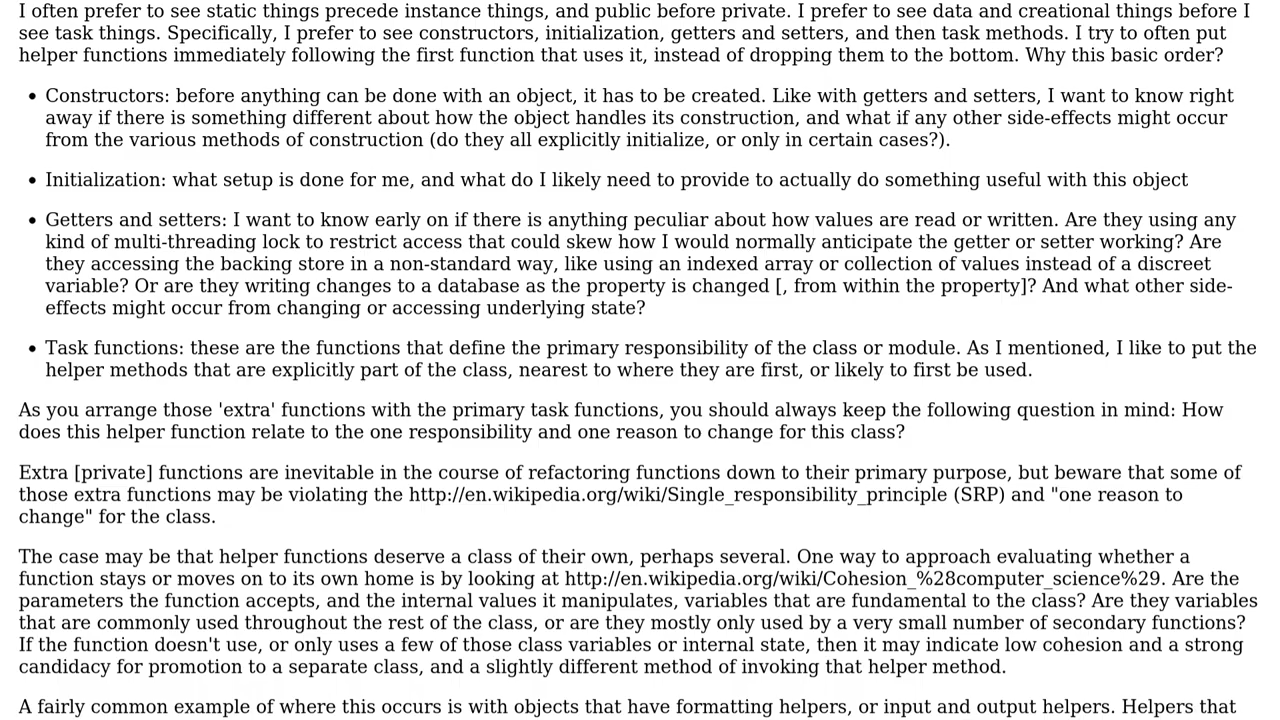 I often prefer to see static things precede instance things, and public before private. I prefer to see data and creational things before I
see task things. Specifically, I prefer to see constructors, initialization, getters and setters, and then task methods. I try to often put
helper functions immediately following the first function that uses it, instead of dropping them to the bottom. Why this basic order?
• Constructors: before anything can be done with an object, it has to be created. Like with getters and setters, I want to know right
away if there is something different about how the object handles its construction, and what if any other side-effects might occur
from the various methods of construction (do they all explicitly initialize, or only in certain cases?).
• Initialization: what setup is done for me, and what do I likely need to provide to actually do something useful with this object
• Getters and setters: I want to know early on if there is anything peculiar about how values are read or written. Are they using any
kind of multi-threading lock to restrict access that could skew how I would normally anticipate the getter or setter working? Are
they accessing the backing store in a non-standard way, like using an indexed array or collection of values instead of a discreet
variable? Or are they writing changes to a database as the property is changed [, from within the property]? And what other side-
effects might occur from changing or accessing underlying state?
• Task functions: these are the functions that define the primary responsibility of the class or module. As I mentioned, I like to put the
helper methods that are explicitly part of the class, nearest to where they are first, or likely to first be used.
As you arrange those 'extra' functions with the primary task functions, you should always keep the following question in mind: How
does this helper function relate to the one responsibility and one reason to change for this class?
Extra [private] functions are inevitable in the course of refactoring functions down to their primary purpose, but beware that some of
those extra functions may be violating the http://en.wikipedia.org/wiki/Single_responsibility_principle (SRP) and "one reason to
change" for the class.
The case may be that helper functions deserve a class of their own, perhaps several. One way to approach evaluating whether a
function stays or moves on to its own home is by looking at http://en.wikipedia.org/wiki/Cohesion_%28computer_science%29. Are the
parameters the function accepts, and the internal values it manipulates, variables that are fundamental to the class? Are they variables
that are commonly used throughout the rest of the class, or are they mostly only used by a very small number of secondary functions?
If the function doesn't use, or only uses a few of those class variables or internal state, then it may indicate low cohesion and a strong
candidacy for promotion to a separate class, and a slightly different method of invoking that helper method.
A fairly common example of where this occurs is with objects that have formatting helpers, or input and output helpers. Helpers that